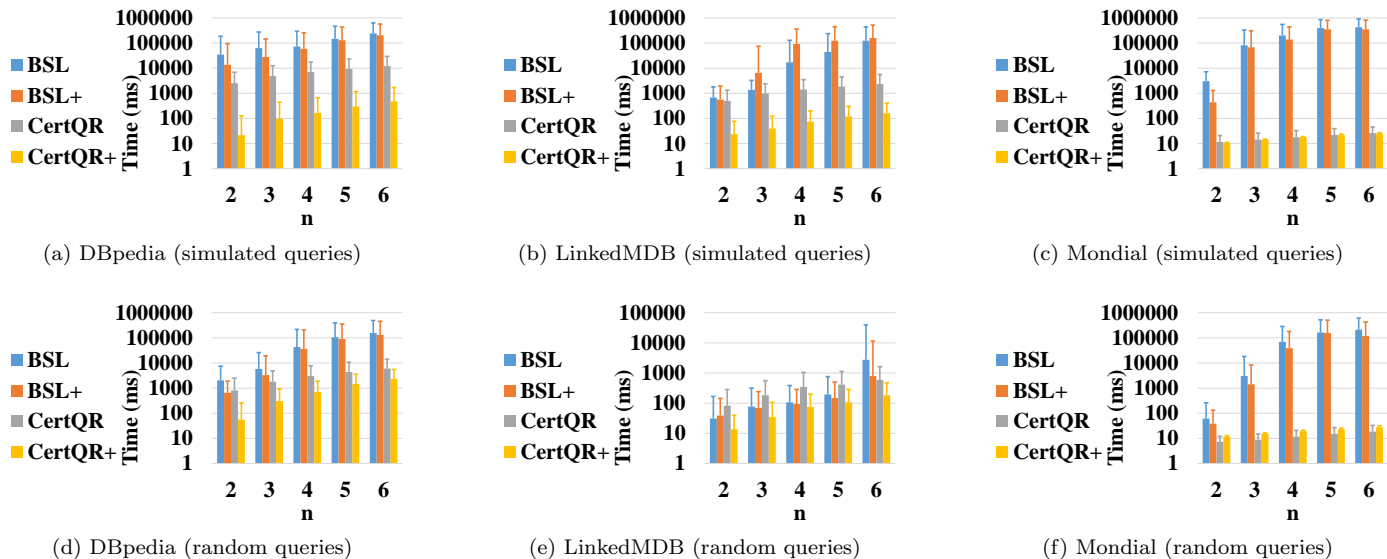 1000000
100000
10000
1000
100
10
1
Time (ms)
BSL
BSL+
CertQR
CertQR+
2 3 4 5 6
n
(a) DBpedia (simulated queries)
1000000
100000
10000
1000
100
10
1
Time (ms)
BSL
BSL+
CertQR
CertQR+
2 3 4 5 6
n
(b) LinkedMDB (simulated queries)
1000000
100000
10000
1000
100
10
1
Time (ms)
BSL
BSL+
CertQR
CertQR+
2 3 4 5 6
n
(c) Mondial (simulated queries)
1000000
100000
10000
1000
100
10
1
Time (ms)
BSL
BSL+
CertQR
CertQR+
2 3 4 5 6
n
(d) DBpedia (random queries)
100000
10000
1000
100
10
1
Time (ms)
BSL
BSL+
CertQR
CertQR+
2 3 4 5 6
n
(e) LinkedMDB (random queries)
1000000
100000
10000
1000
100
10
1
Time (ms)
BSL
BSL+
CertQR
CertQR+
2 3 4 5 6
n
(f) Mondial (random queries)